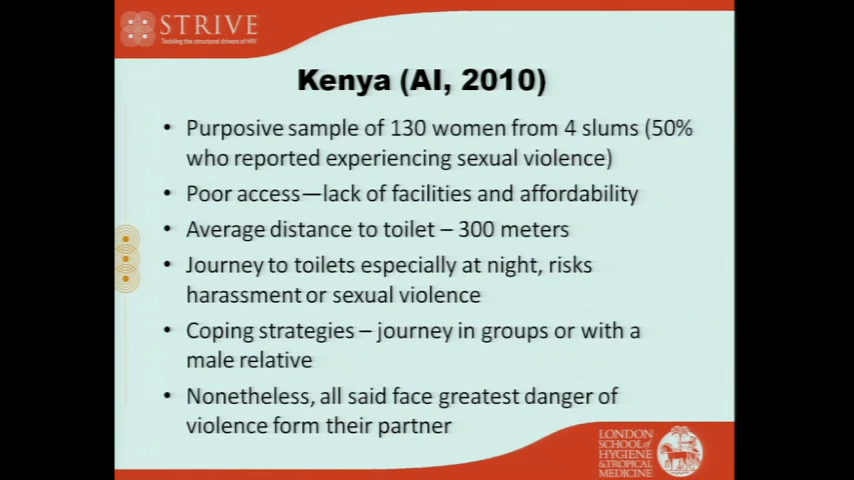 STRIVE
Tackling the structural drivers of HIV
Kenya (AI, 2010)
• Purposive sample of 130 women from 4 slums (50%
who reported experiencing sexual violence)
• Poor access—lack of facilities and affordability
• Average distance to toilet – 300 meters
• Journey to toilets especially at night, risks
harassment or sexual violence
• Coping strategies – journey in groups or with a
male relative
• Nonetheless, all said face greatest danger of
violence form their partner
LONDON
SCHOOL of
HYGIENE
& TROPICAL
MEDICINE